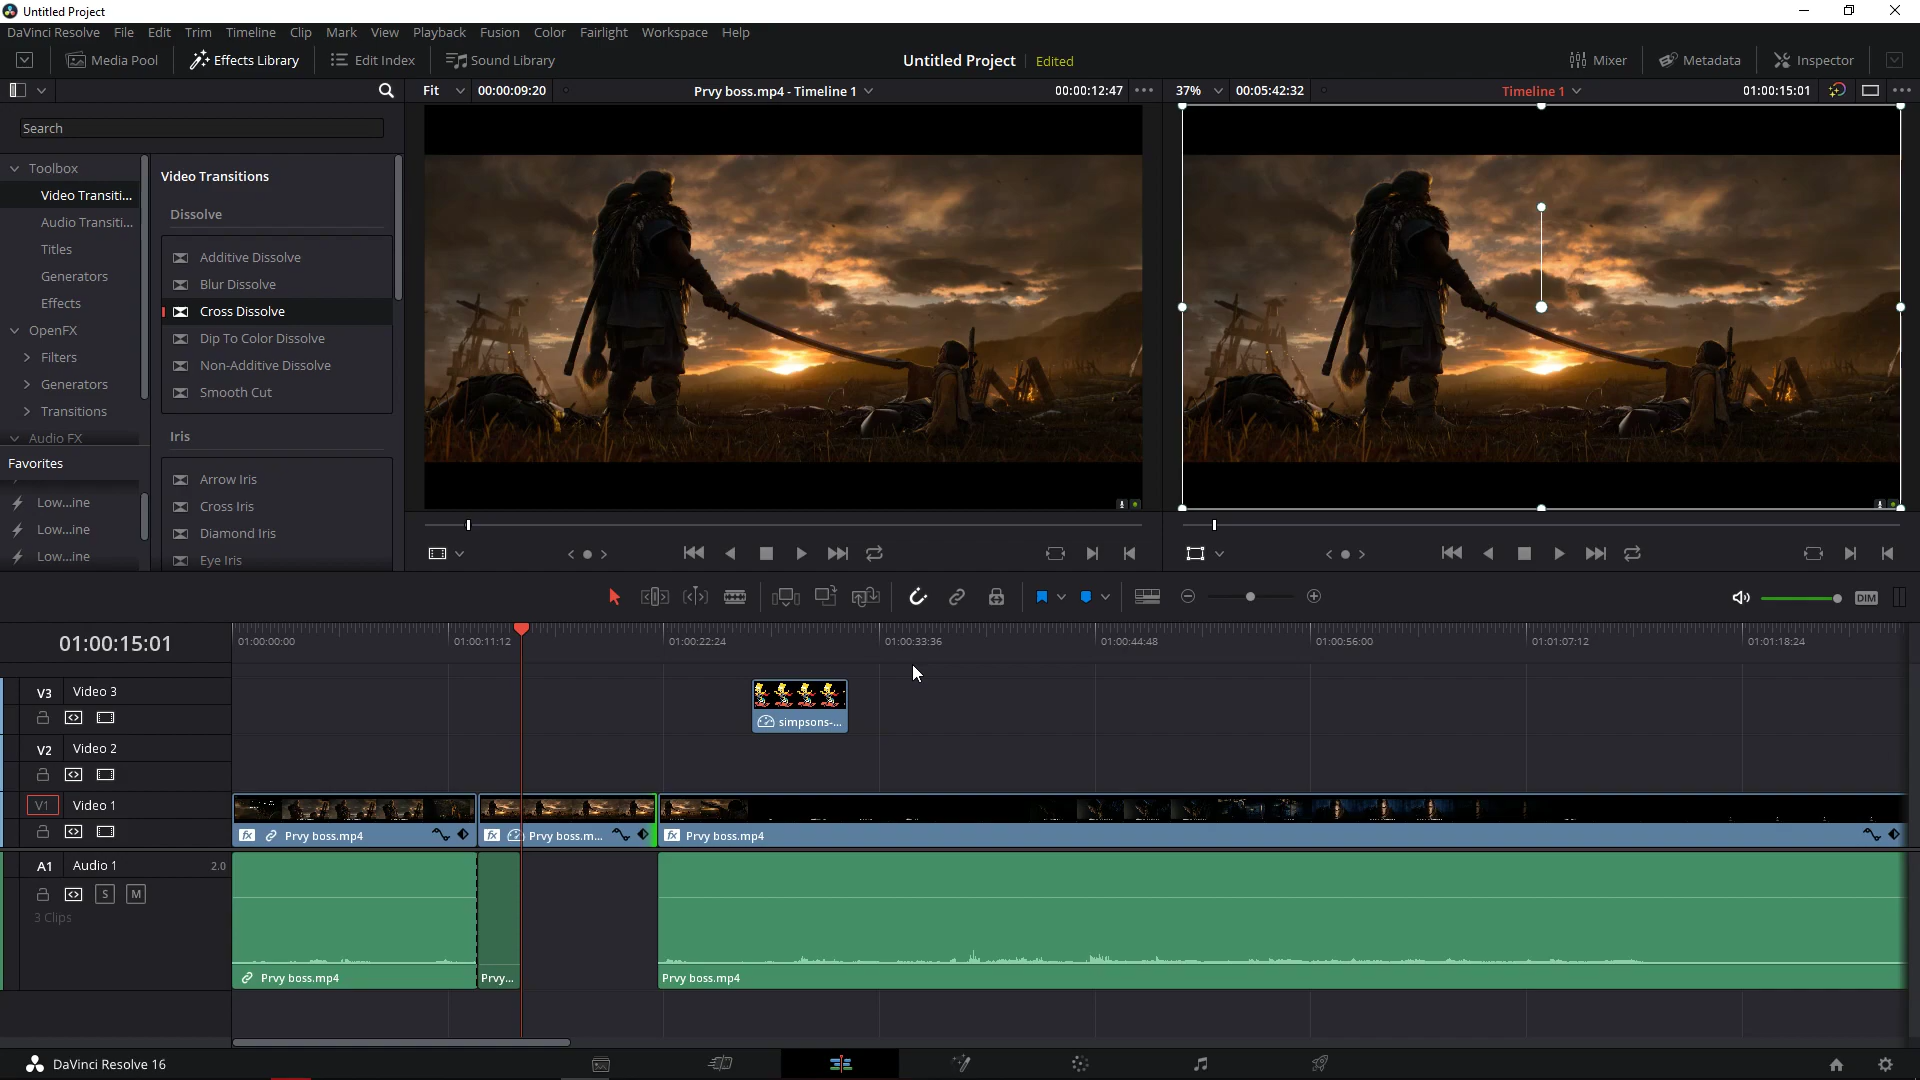 Untitled Project
DaVinci Resolve File Edit Trim Timeline Clip Mark View Playback Fusion Color Fairlight Workspace Help
Media Pool Effects Library Edit Index Sound Library Untitled Project Edited Mixer Metadata Inspector
Fit 00:00:09:20 Prvy boss.mp4 - Timeline 1 00:00:12:47 37% 00:05:42:32 Timeline 1 01:00:15:01
Search
Toolbox
Video Transiti...
Audio Transiti...
Titles
Generators
Effects
OpenFX
Filters
Generators
Transitions
Audio FX
Favorites
Low...ine
Low...ine
Low...ine
Video Transitions
Dissolve
Additive Dissolve
Blur Dissolve
Cross Dissolve
Dip To Color Dissolve
Non-Additive Dissolve
Smooth Cut
Iris
Arrow Iris
Cross Iris
Diamond Iris
Eye Iris
DIM
01:00:15:01
01:00:00:00 01:00:11:12 01:00:22:24 01:00:33:36 01:00:44:48 01:00:56:00 01:01:07:12 01:01:18:24
V3 Video 3
simpsons-...
V2 Video 2
V1 Video 1
fx Prvy boss.mp4 fx Prvy boss.m... fx Prvy boss.mp4
A1 Audio 1 2.0
S M
3 Clips
Prvy boss.mp4 Prvy... Prvy boss.mp4
DaVinci Resolve 16